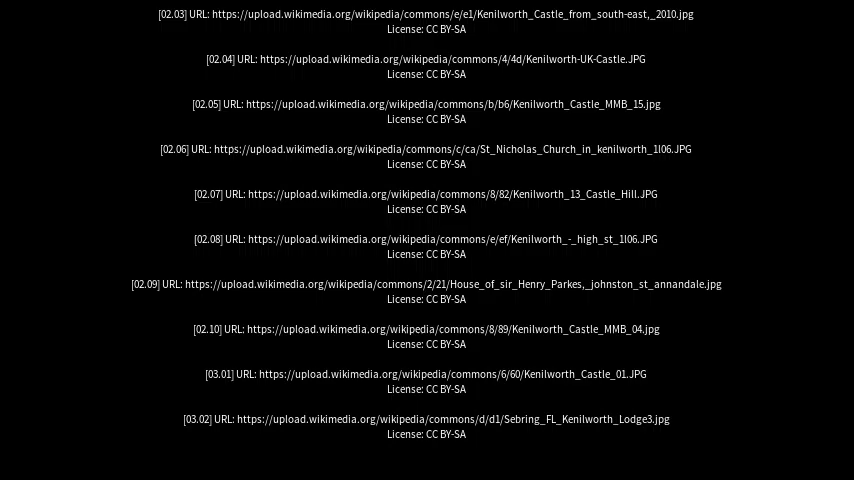 [02.03] URL: https://upload.wikimedia.org/wikipedia/commons/e/e1/Kenilworth_Castle_from_south-east,_2010.jpg
License: CC BY-SA
[02.04] URL: https://upload.wikimedia.org/wikipedia/commons/4/4d/Kenilworth-UK-Castle.JPG
License: CC BY-SA
[02.05] URL: https://upload.wikimedia.org/wikipedia/commons/b/b6/Kenilworth_Castle_MMB_15.jpg
License: CC BY-SA
[02.06] URL: https://upload.wikimedia.org/wikipedia/commons/c/ca/St_Nicholas_Church_in_kenilworth_1l06.JPG
License: CC BY-SA
[02.07] URL: https://upload.wikimedia.org/wikipedia/commons/8/82/Kenilworth_13_Castle_Hill.JPG
License: CC BY-SA
[02.08] URL: https://upload.wikimedia.org/wikipedia/commons/e/ef/Kenilworth_-_high_st_1l06.JPG
License: CC BY-SA
[02.09] URL: https://upload.wikimedia.org/wikipedia/commons/2/21/House_of_sir_Henry_Parkes,_johnston_st_annandale.jpg
License: CC BY-SA
[02.10] URL: https://upload.wikimedia.org/wikipedia/commons/8/89/Kenilworth_Castle_MMB_04.jpg
License: CC BY-SA
[03.01] URL: https://upload.wikimedia.org/wikipedia/commons/6/60/Kenilworth_Castle_01.JPG
License: CC BY-SA
[03.02] URL: https://upload.wikimedia.org/wikipedia/commons/d/d1/Sebring_FL_Kenilworth_Lodge3.jpg
License: CC BY-SA